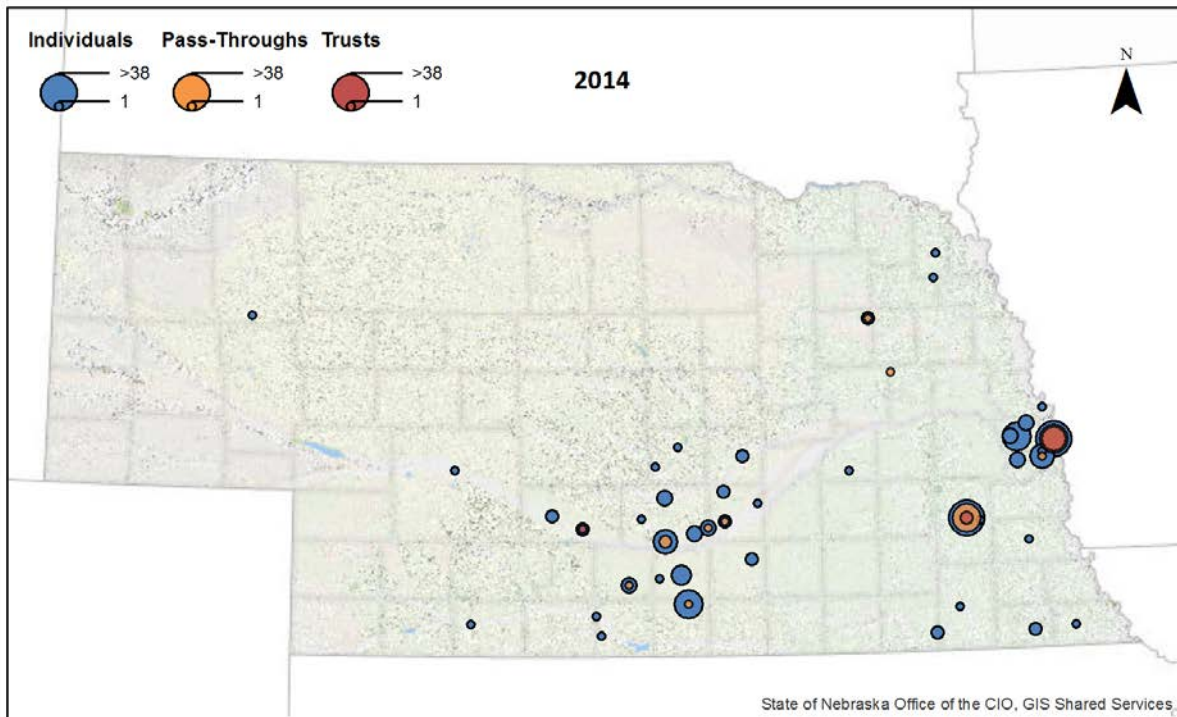 Individuals Pass-Throughs Trusts
>38 >38 >38
1 1 1
2014
N
State of Nebraska Office of the CIO, GIS Shared Services